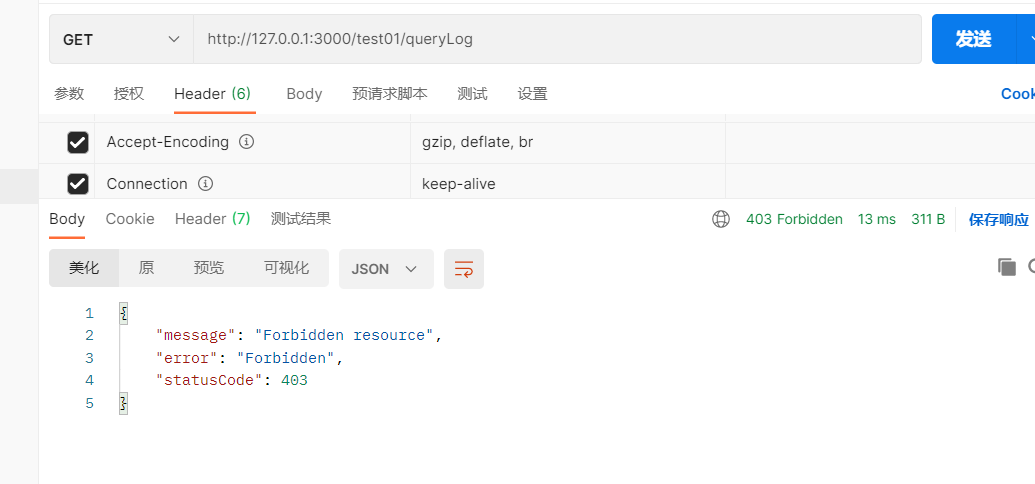 GET http://127.0.0.1:3000/test01/queryLog 发送
参数 授权 Header (6) Body 预请求脚本 测试 设置 Cook
Accept-Encoding gzip, deflate, br
Connection keep-alive
Body Cookie Header (7) 测试结果 403 Forbidden 13 ms 311 B 保存响应
美化 原 预览 可视化 JSON
1 {
2 "message": "Forbidden resource",
3 "error": "Forbidden",
4 "statusCode": 403
5 }